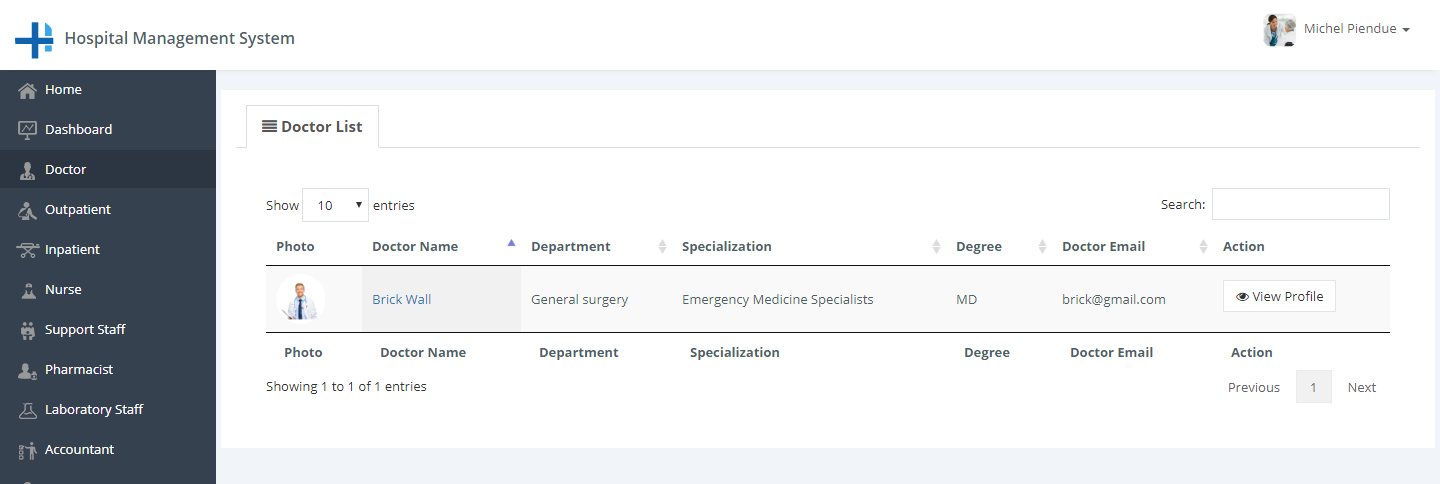 Hospital Management System
Michel Piendue
Home
Dashboard
Doctor
Outpatient
Inpatient
Nurse
Support Staff
Pharmacist
Laboratory Staff
Accountant
Doctor List
Show 10 entries
Search:
Photo Doctor Name Department Specialization Degree Doctor Email Action
Brick Wall General surgery Emergency Medicine Specialists MD brick@gmail.com View Profile
Photo Doctor Name Department Specialization Degree Doctor Email Action
Showing 1 to 1 of 1 entries
Previous 1 Next